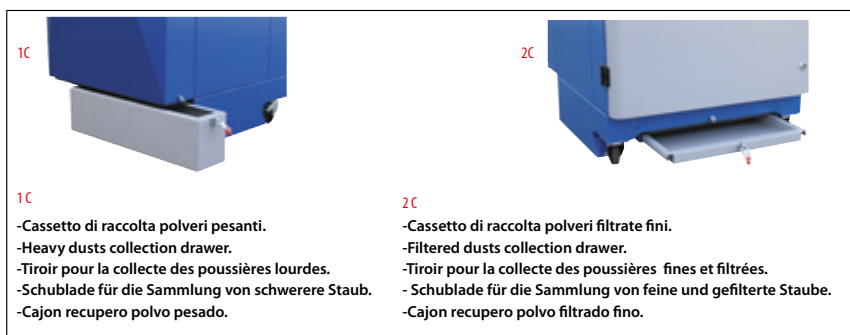 1C
2C
1 C
-Cassetto di raccolta polveri pesanti.
-Heavy dusts collection drawer.
-Tiroir pour la collecte des poussières lourdes.
-Schublade für die Sammlung von schwerere Staub.
-Cajon recupero polvo pesado.
2 C
-Cassetto di raccolta polveri filtrate fini.
-Filtered dusts collection drawer.
-Tiroir pour la collecte des poussières fines et filtrées.
- Schublade für die Sammlung von feine und gefilterte Staube.
-Cajon recupero polvo filtrado fino.